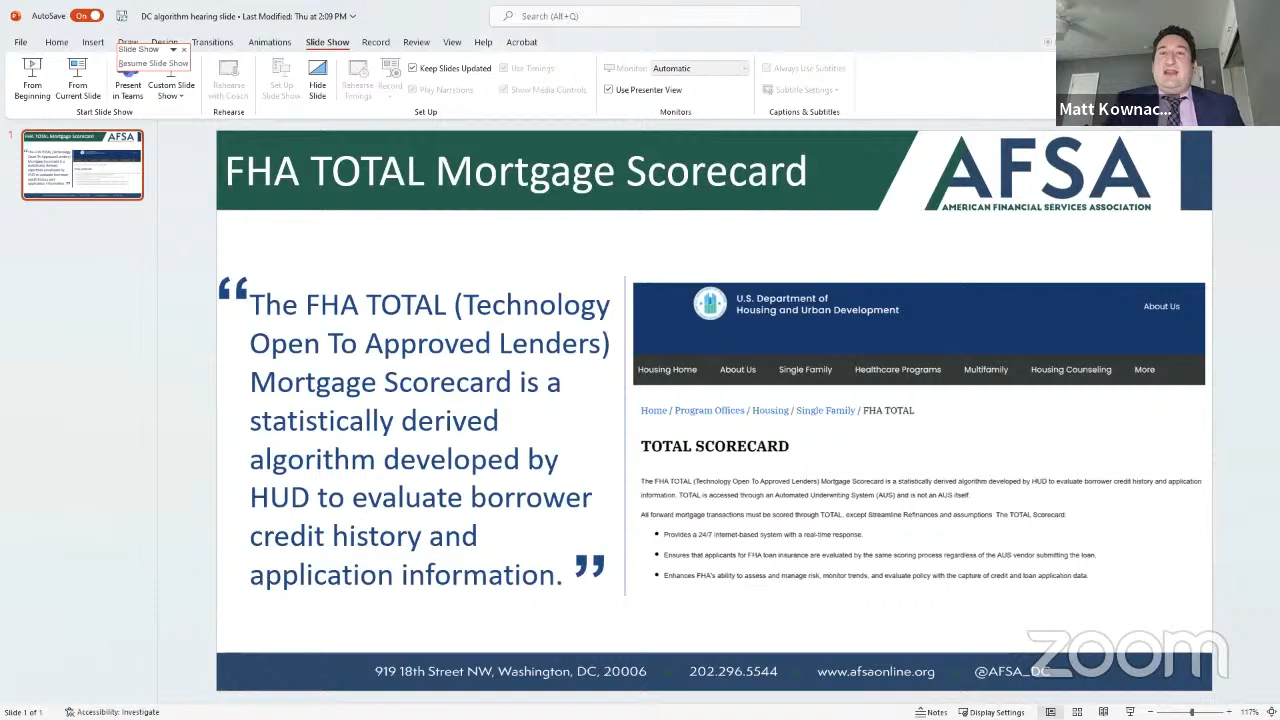 AutoSave On
DC algorithm hearing • Saved to this PC
Search (Alt+Q)
File Home Insert Draw Design Transitions Animations Slide Show Record Review View Help Acrobat
Slide Show
Resume Slide Show
From Beginning
From Current Slide
Present in Teams
Custom Slide Show
Start Slide Show
Rehearse with Coach
Rehearse
Set Up Slide Show
Hide Slide
Rehearse Timings
Record
Keep Slides Updated
Play Narrations
Use Timings
Show Media Controls
Set Up
Monitor: Automatic
Use Presenter View
Monitors
Always Use Subtitles
Subtitle Settings
Captions & Subtitles
Matt Kownac...
1
FHA TOTAL Mortgage Scorecard
AFSA
AMERICAN FINANCIAL SERVICES ASSOCIATION
“The FHA TOTAL (Technology
Open To Approved Lenders)
Mortgage Scorecard is a
statistically derived
algorithm developed by
HUD to evaluate borrower
credit history and
application information. ”
U.S. Department of
Housing and Urban Development
About Us
Housing Home About Us Single Family Healthcare Programs Multifamily Housing Counseling More
Home / Program Offices / Housing / Single Family / FHA TOTAL
TOTAL SCORECARD
The FHA TOTAL (Technology Open To Approved Lenders) Mortgage Scorecard is a statistically derived algorithm developed by HUD to evaluate borrower credit history and application
information. TOTAL is accessed through an Automated Underwriting System (AUS) and is not an AUS itself.
All forward mortgage transactions must be scored through TOTAL, except Streamline Refinances and assumptions The TOTAL Scorecard:
• Provides a 24/7 internet-based system with a real-time response.
• Ensures that applicants for FHA loan insurance are evaluated by the same scoring process regardless of the AUS vendor submitting the loan.
• Enhances FHA's ability to assess and manage risk, monitor trends, and evaluate policy with the capture of credit and loan application data.
919 18th Street NW, Washington, DC, 20006 202.296.5544 www.afsaonline.org @AFSA_DC
zoom
Slide 1 of 1 Accessibility: Investigate Notes Display Settings 117%